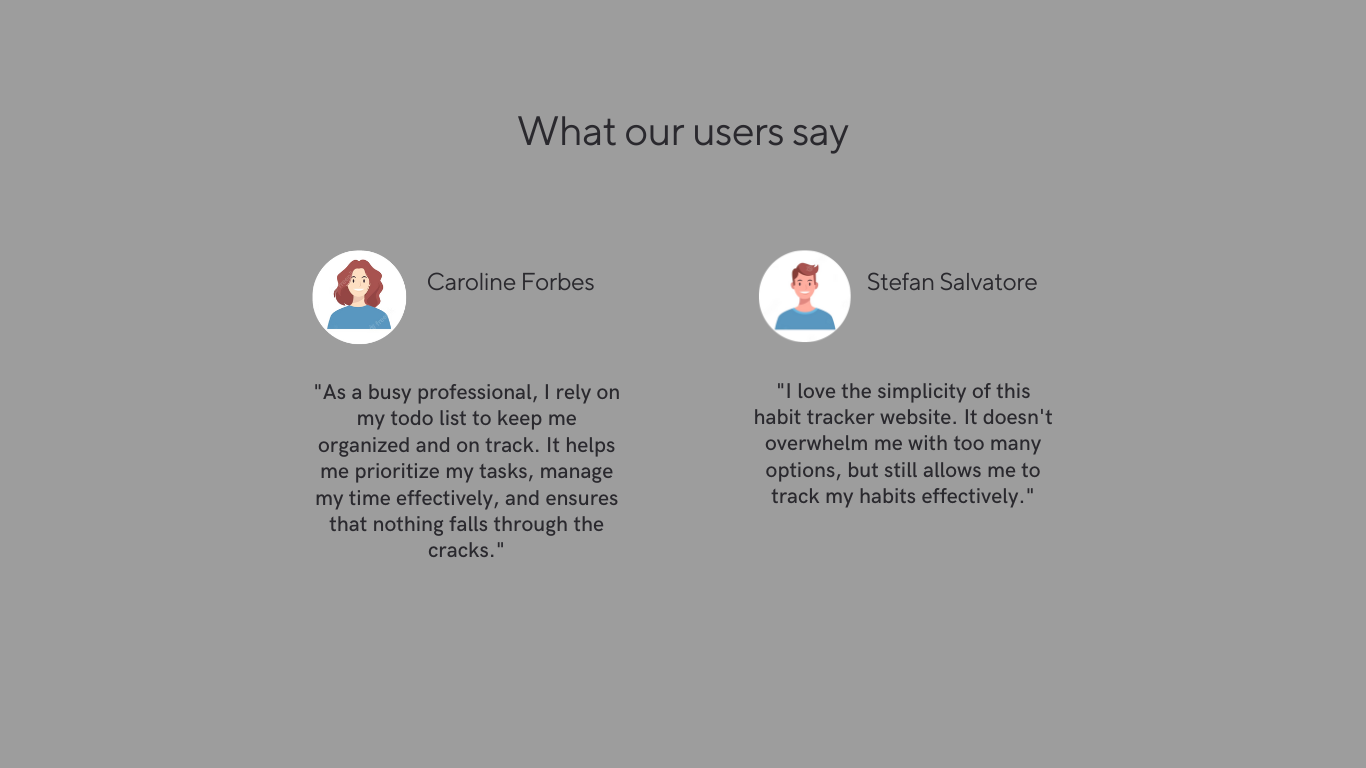 What our users say
Caroline Forbes
"As a busy professional, I rely on
my todo list to keep me
organized and on track. It helps
me prioritize my tasks, manage
my time effectively, and ensures
that nothing falls through the
cracks."
Stefan Salvatore
"I love the simplicity of this
habit tracker website. It doesn't
overwhelm me with too many
options, but still allows me to
track my habits effectively."